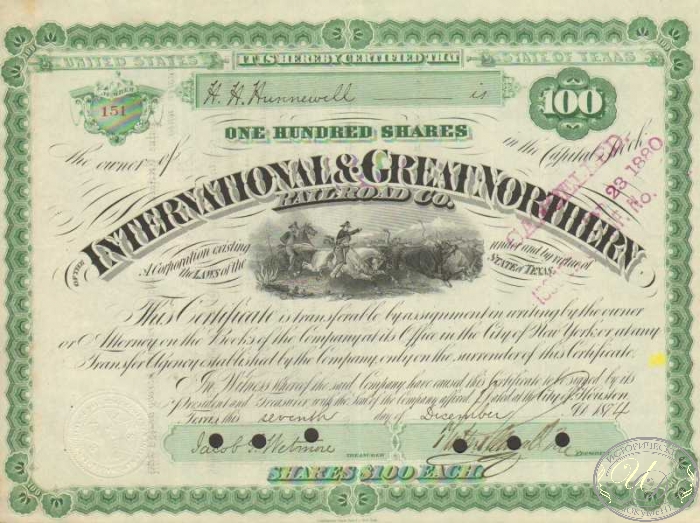 UNITED STATES IT IS HEREBY CERTIFIED THAT STATE OF TEXAS
NUMBER
151
H. H. Hunnewell is
100
ONE HUNDRED SHARES
the owner of in the Capital Stock
OF THE INTERNATIONAL & GREAT NORTHERN
RAILROAD CO.
CANCELLED.
23 1880
A Corporation existing under and by virtue of
the LAWS of the STATE OF TEXAS
This Certificate is transferable by assignment in writing by the owner
or Attorney on the Books of the Company at its Office in the City of New York or at any
Transfer Agency established by the Company, only on the surrender of this Certificate.
In Witness whereof the said Company have caused this Certificate to be signed by its
President and Treasurer with the Seal of the Company affixed. Dated at the City of Houston
Texas, this seventh day of December 1874
Jacob S. Wetmore
TREASURER
PRESIDENT
SHARES $100 EACH